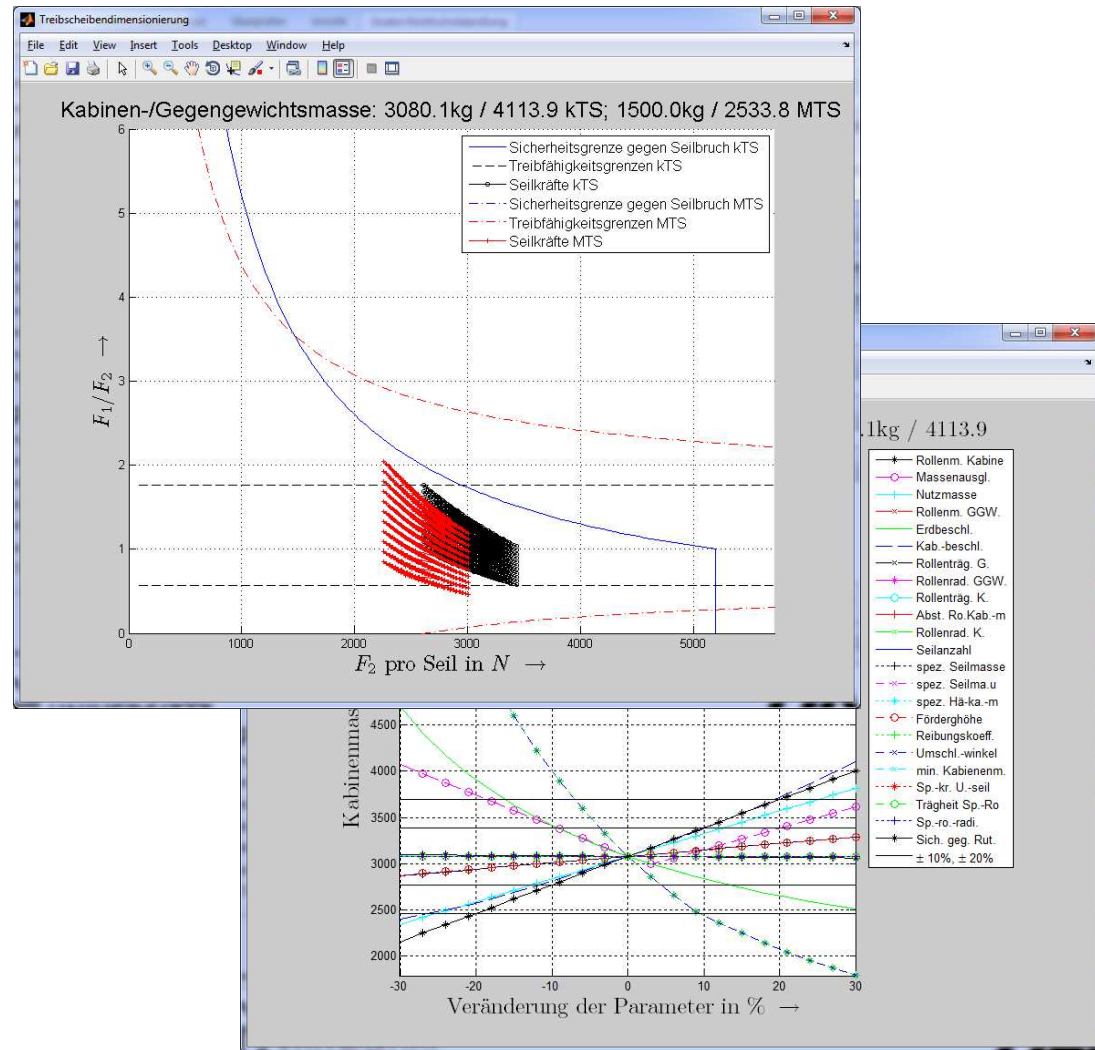 Treibscheibendimensionierung
File Edit View Insert Tools Desktop Window Help
Kabinen-/Gegengewichtsmasse: 3080.1kg / 4113.9 kTS; 1500.0kg / 2533.8 MTS
Sicherheitsgrenze gegen Seilbruch kTS
Treibfähigkeitsgrenzen kTS
Seilkräfte kTS
Sicherheitsgrenze gegen Seilbruch MTS
Treibfähigkeitsgrenzen MTS
Seilkräfte MTS
6
5
4
3
2
1
0
F1/F2 →
0 1000 2000 3000 4000 5000
F2 pro Seil in N →
.1kg / 4113.9
Rollenm. Kabine
Massenausgl.
Nutzmasse
Rollenm. GGW.
Erdbeschl.
Kab.-beschl.
Rollenträg. G.
Rollenrad. GGW.
Rollenträg. K.
Abst. Ro.Kab.-m
Rollenrad. K.
Seilanzahl
spez. Seilmasse
spez. Seilma.u
spez. Hä-ka.-m
Förderghöhe
Reibungskoeff.
Umschl.-winkel
min. Kabienenm.
Sp.-kr. U.-seil
Trägheit Sp.-Ro
Sp.-ro.-radi.
Sich. geg. Rut.
± 10%, ± 20%
Kabinenmas
4500
4000
3500
3000
2500
2000
-30 -20 -10 0 10 20 30
Veränderung der Parameter in % →